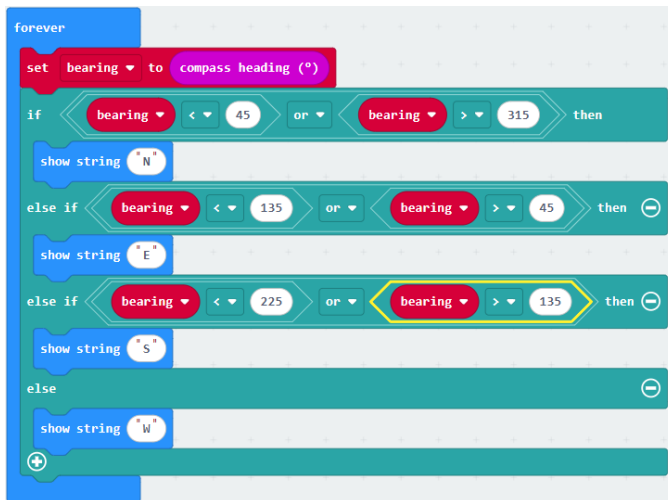 forever
set bearing to compass heading (°)
if bearing < 45 or bearing > 315 then
show string "N"
else if bearing < 135 or bearing > 45 then
show string "E"
else if bearing < 225 or bearing > 135 then
show string "S"
else
show string "W"